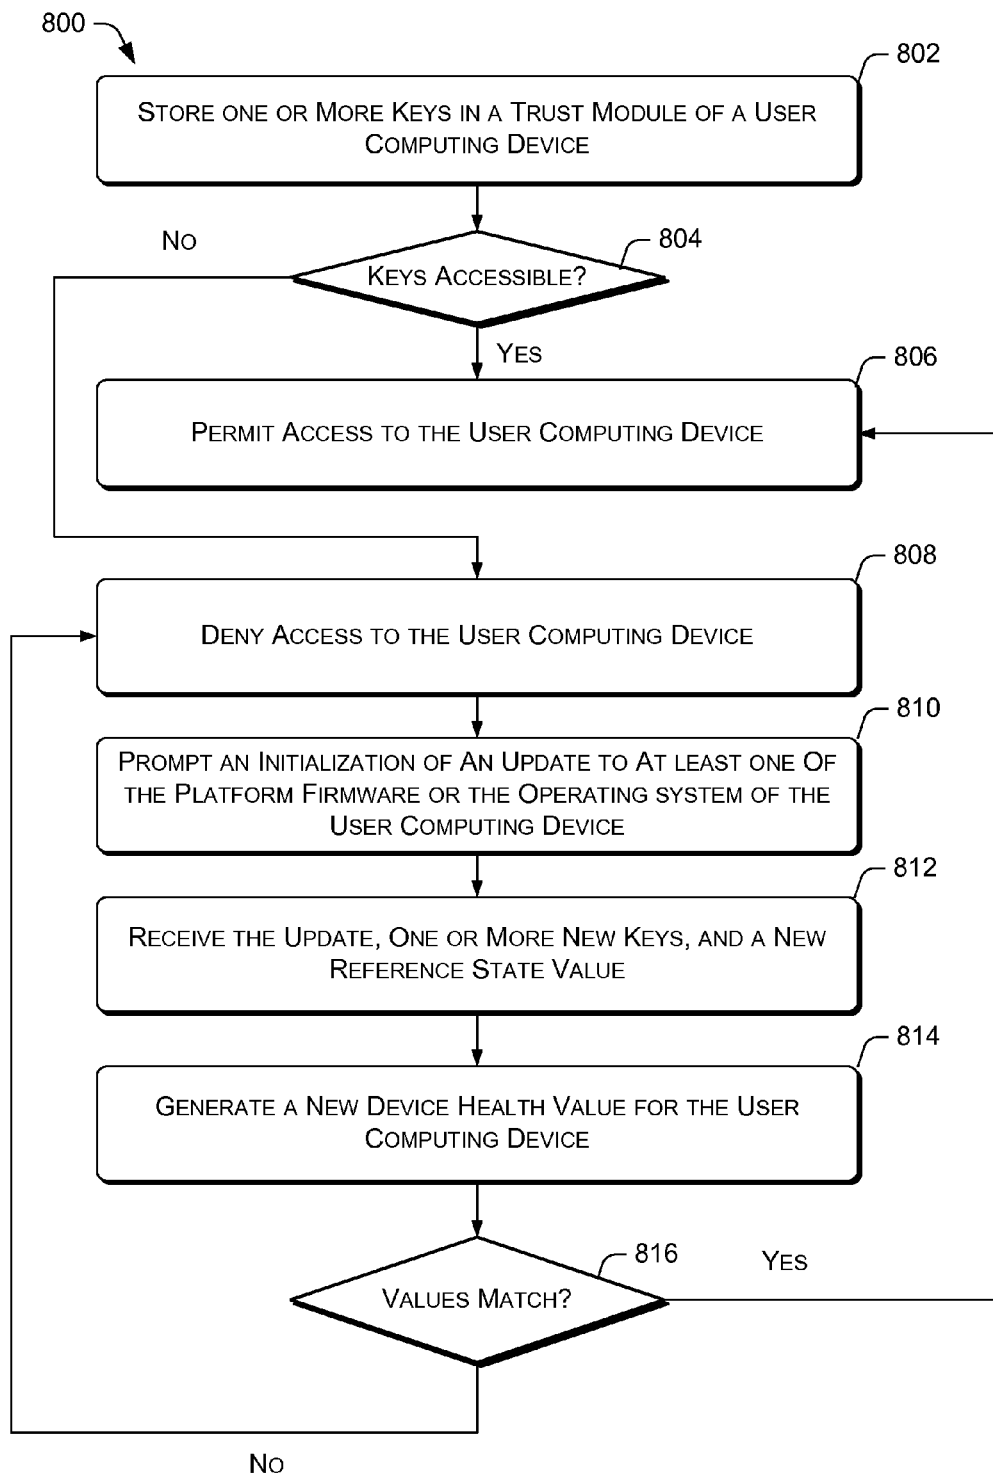 800
802
STORE ONE OR MORE KEYS IN A TRUST MODULE OF A USER
COMPUTING DEVICE
NO
804
KEYS ACCESSIBLE?
YES
806
PERMIT ACCESS TO THE USER COMPUTING DEVICE
808
DENY ACCESS TO THE USER COMPUTING DEVICE
810
PROMPT AN INITIALIZATION OF AN UPDATE TO AT LEAST ONE OF
THE PLATFORM FIRMWARE OR THE OPERATING SYSTEM OF THE
USER COMPUTING DEVICE
812
RECEIVE THE UPDATE, ONE OR MORE NEW KEYS, AND A NEW
REFERENCE STATE VALUE
814
GENERATE A NEW DEVICE HEALTH VALUE FOR THE USER
COMPUTING DEVICE
816
YES
VALUES MATCH?
NO